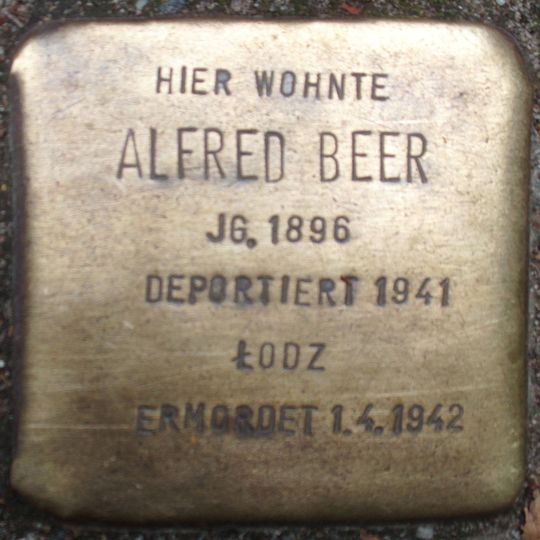 HIER WOHNTE
ALFRED BEER
JG. 1896
DEPORTIERT 1941
ŁODZ
ERMORDET 1.4.1942